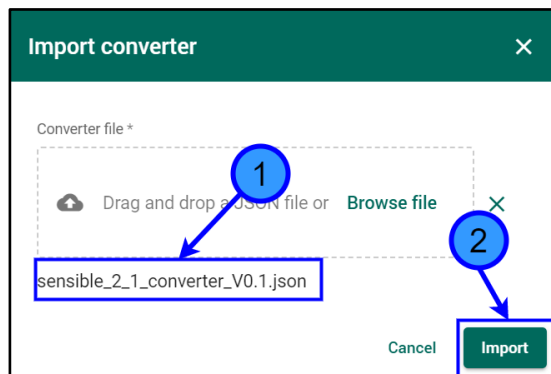 Import converter
Converter file *
1
Drag and drop a JSON file or Browse file
2
sensible_2_1_converter_V0.1.json
Cancel Import